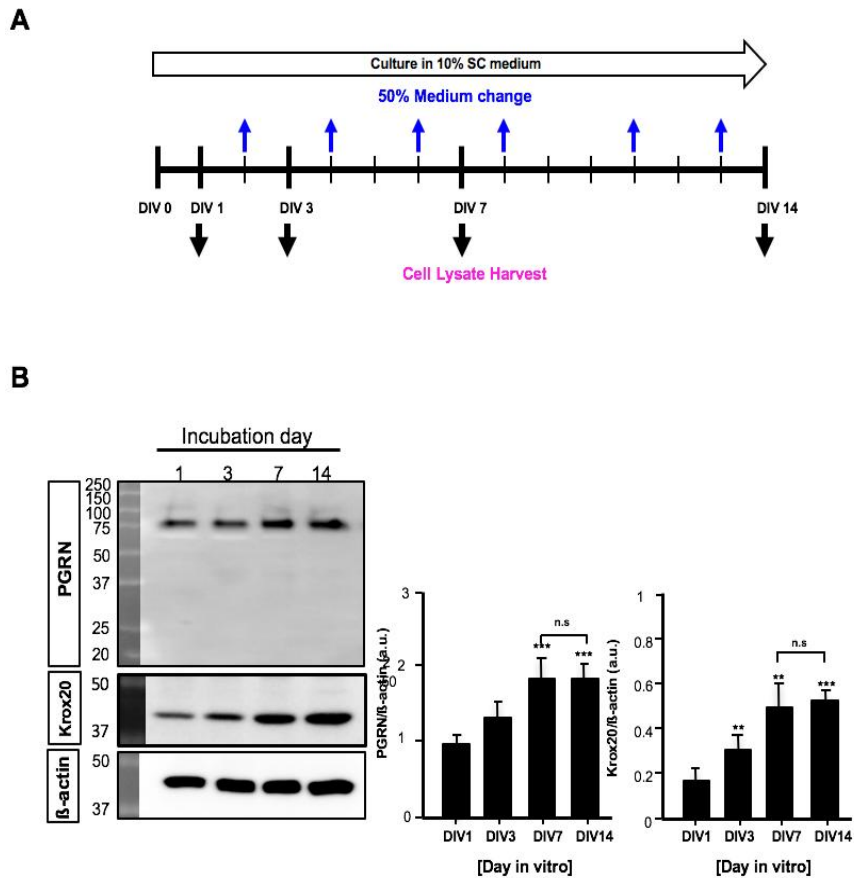 A
Culture in 10% SC medium
50% Medium change
DIV 0 DIV 1 DIV 3 DIV 7 DIV 14
Cell Lysate Harvest
B
Incubation day
1 3 7 14
PGRN
250
150
100
75
50
37
25
20
Krox20
50
37
ß-actin
50
37
PGRN/ß-actin (a.u.)
3
2
1
0
n.s
*** ***
DIV1 DIV3 DIV7 DIV14
[Day in vitro]
Krox20/ß-actin (a.u.)
1
0.8
0.6
0.4
0.2
0
n.s
** ** ***
DIV1 DIV3 DIV7 DIV14
[Day in vitro]